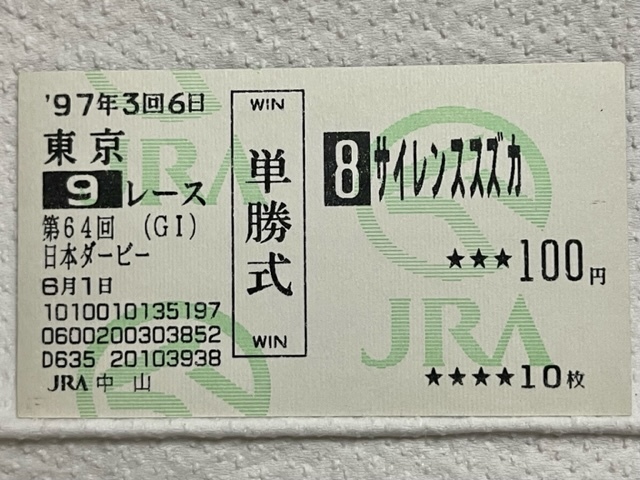 '97年3回6日
東京
9レース
第64回 (GI)
日本ダービー
6月1日
1010010135197
0600200303852
D635 20103938
JRA中山
WIN
単勝式
WIN
8 サイレンススズカ
★★★100円
★★★★10枚
JRA
JRA